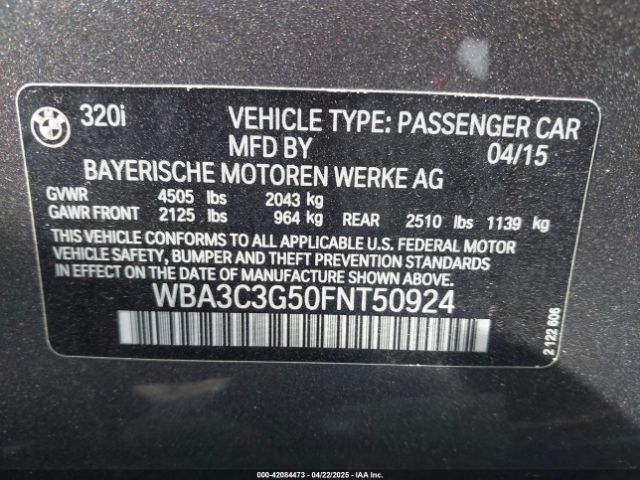 BMW
320i VEHICLE TYPE: PASSENGER CAR
MFD BY 04/15
BAYERISCHE MOTOREN WERKE AG
GVWR 4505 lbs 2043 kg
GAWR FRONT 2125 lbs 964 kg REAR 2510 lbs 1139 kg
THIS VEHICLE CONFORMS TO ALL APPLICABLE U.S. FEDERAL MOTOR
VEHICLE SAFETY, BUMPER AND THEFT PREVENTION STANDARDS
IN EFFECT ON THE DATE OF MANUFACTURE SHOWN ABOVE.
WBA3C3G50FNT50924
2 122 606
000-42084473 - 04/22/2025 - IAA Inc.